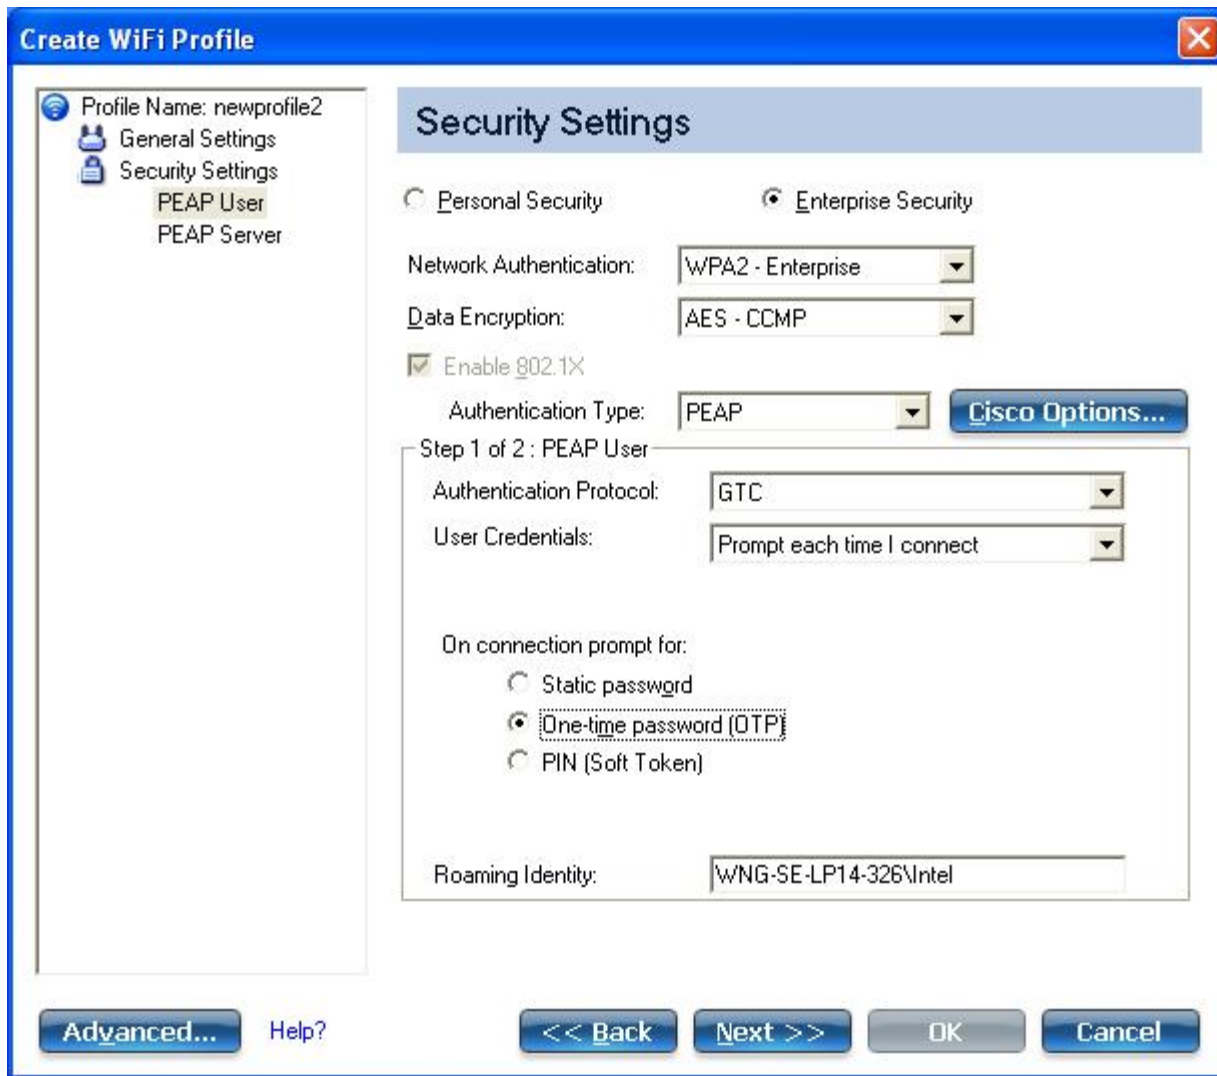 Create WiFi Profile
Profile Name: newprofile2
General Settings
Security Settings
PEAP User
PEAP Server
Security Settings
Personal Security
Enterprise Security
Network Authentication:
WPA2 - Enterprise
Data Encryption:
AES - CCMP
Enable 802.1X
Authentication Type:
PEAP
Cisco Options...
Step 1 of 2 : PEAP User
Authentication Protocol:
GTC
User Credentials:
Prompt each time I connect
On connection prompt for:
Static password
One-time password (OTP)
PIN (Soft Token)
Roaming Identity:
WNG-SE-LP14-326\Intel
Advanced...
Help?
<< Back
Next >>
OK
Cancel